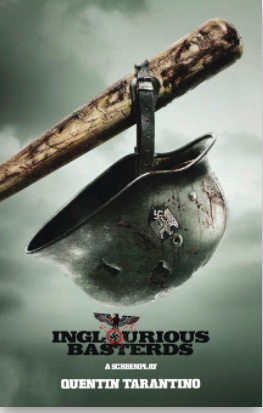 INGLOURIOUS
BASTERDS
A SCREENPLAY
QUENTIN TARANTINO